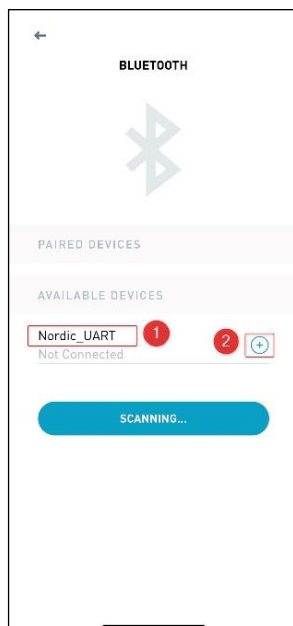 BLUETOOTH
PAIRED DEVICES
AVAILABLE DEVICES
Nordic_UART 1
2
Not Connected
SCANNING...